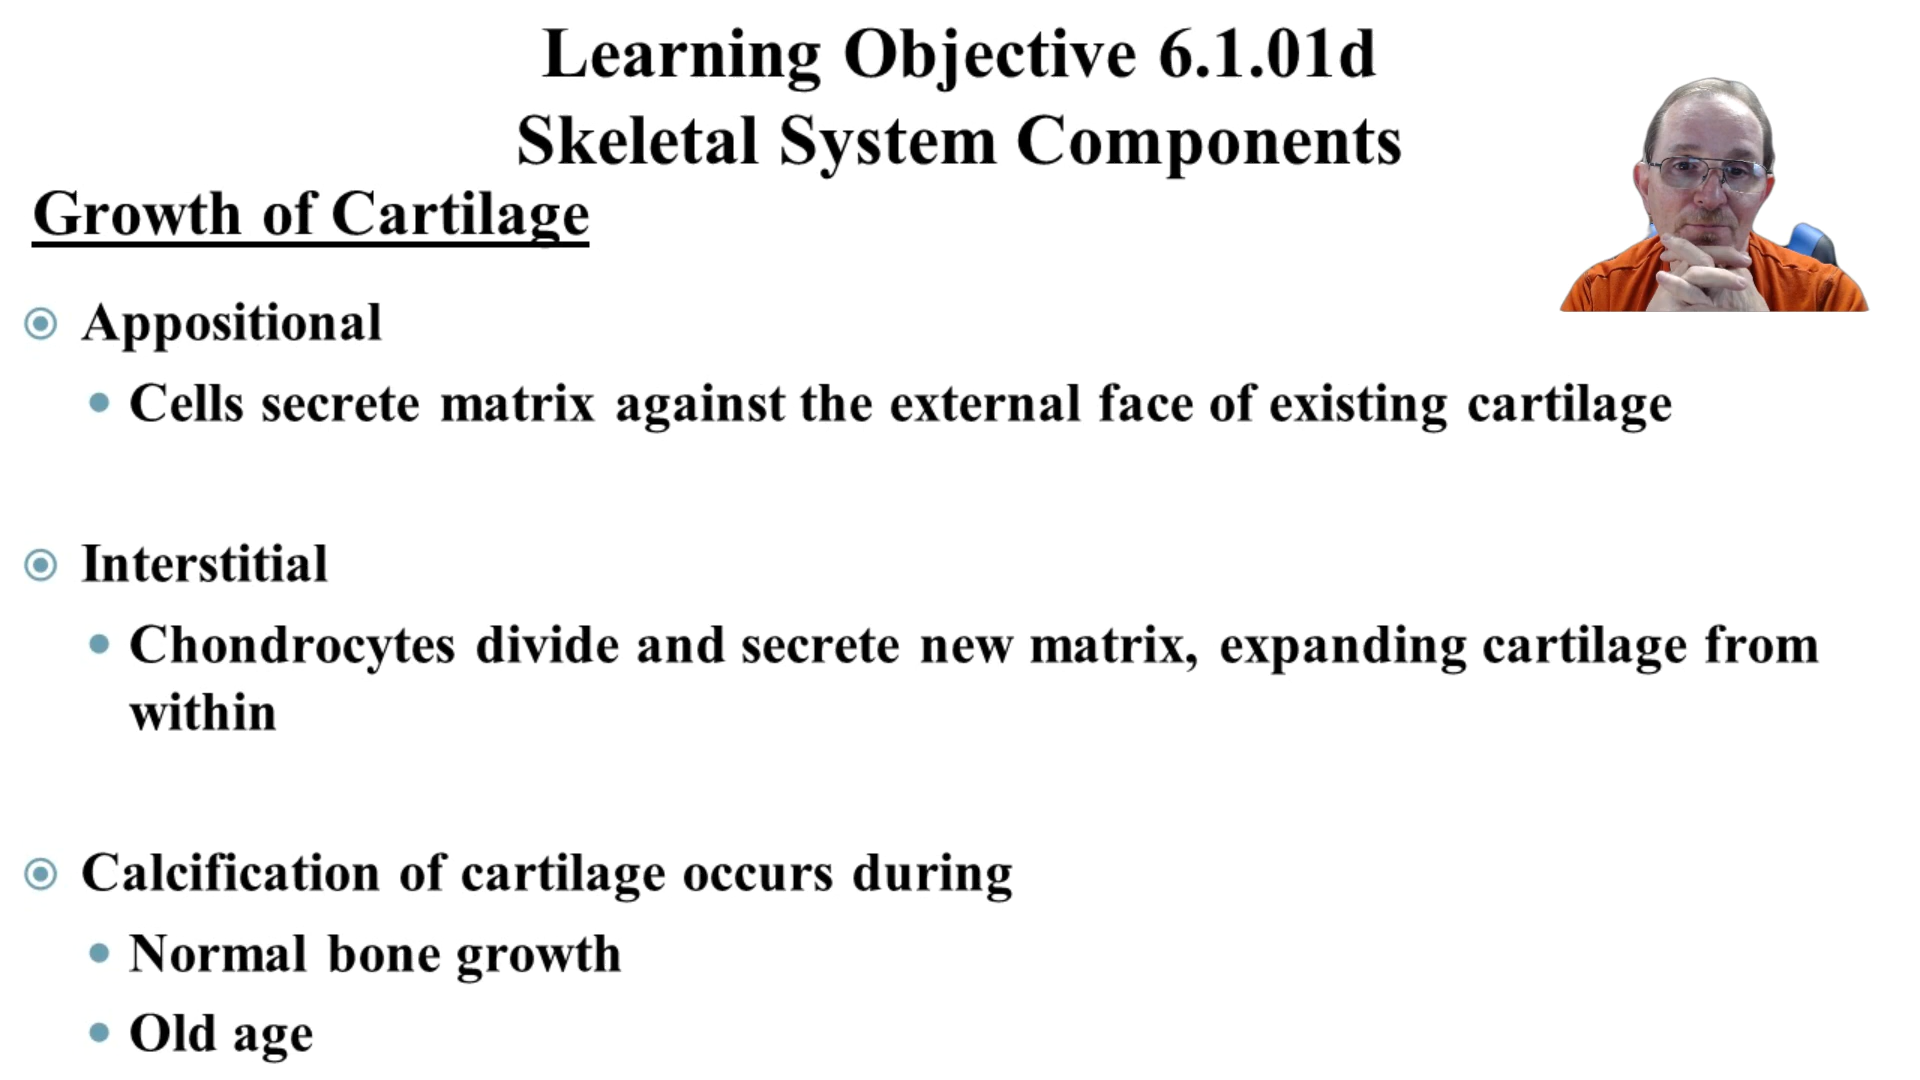 Learning Objective 6.1.01d
Skeletal System Components
Growth of Cartilage
Appositional
Cells secrete matrix against the external face of existing cartilage
Interstitial
Chondrocytes divide and secrete new matrix, expanding cartilage from
within
Calcification of cartilage occurs during
Normal bone growth
Old age